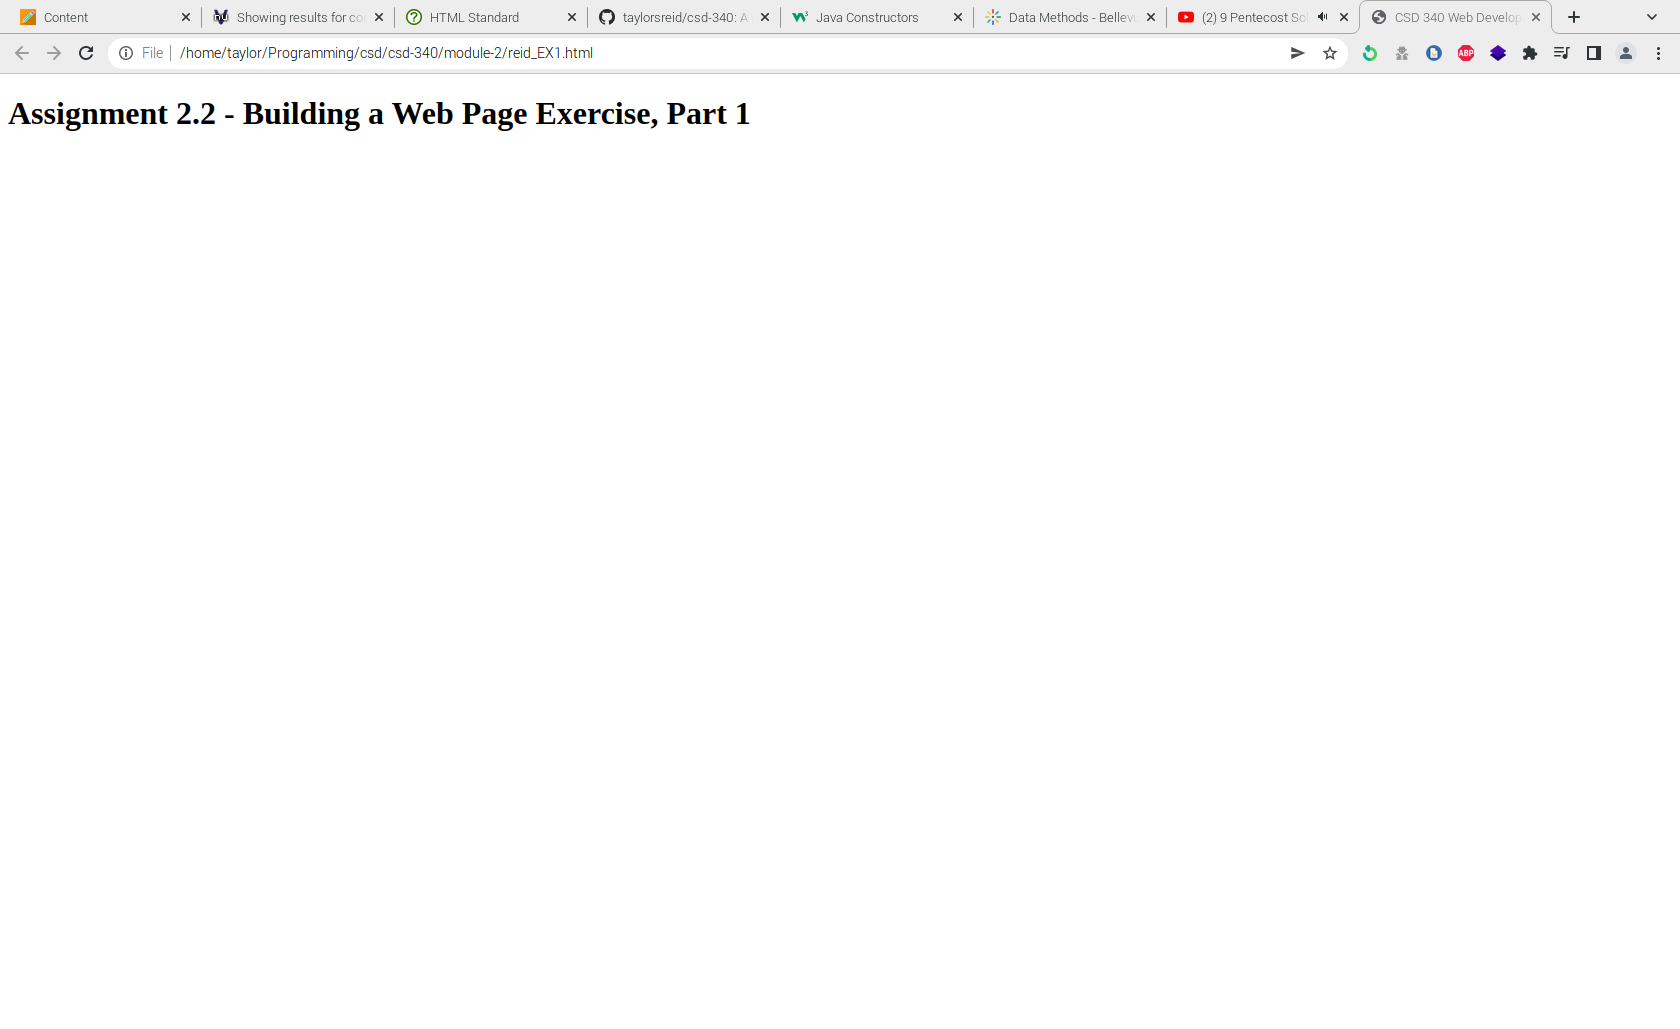 Content
Showing results for co
HTML Standard
taylorsreid/csd-340: A
Java Constructors
Data Methods - Bellev
(2) 9 Pentecost Sol
CSD 340 Web Develop
File
/home/taylor/Programming/csd/csd-340/module-2/reid_EX1.html
ABP
Assignment 2.2 - Building a Web Page Exercise, Part 1